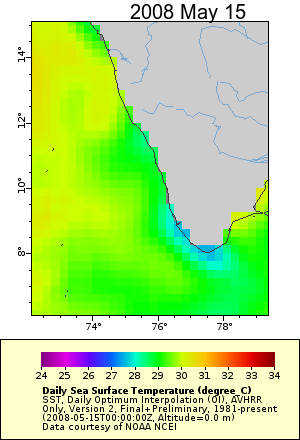 2008 May 15
14°
12°
10°
8°
74° 76° 78°
24 25 26 27 28 29 30 31 32 33 34
Daily Sea Surface Temperature (degree_C)
SST, Daily Optimum Interpolation (OI), AVHRR
Only, Version 2, Final+Preliminary, 1981-present
(2008-05-15T00:00:00Z, Altitude=0.0 m)
Data courtesy of NOAA NCEI